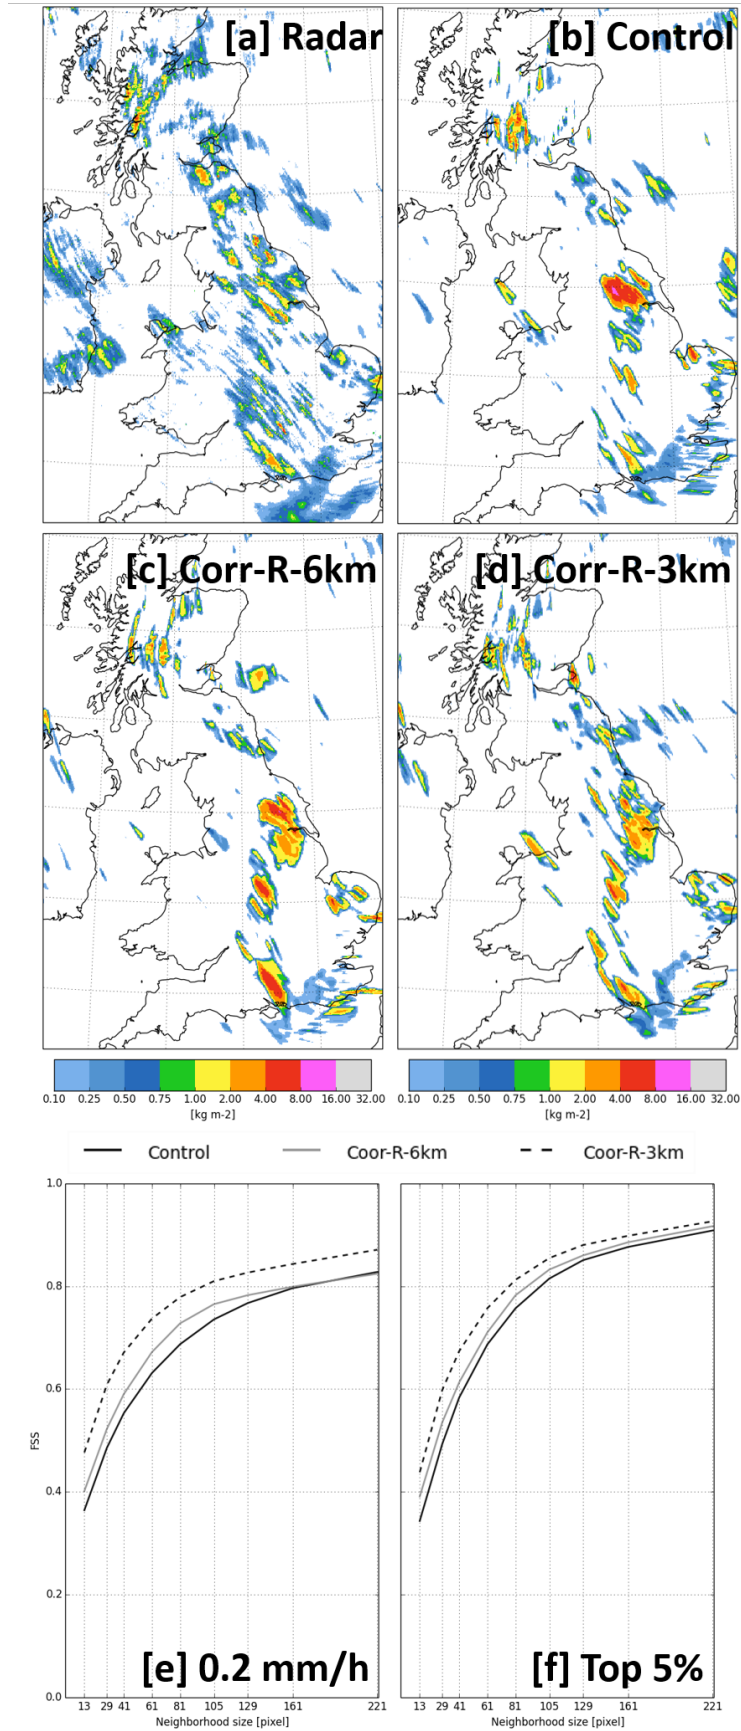 [a] Radar
[b] Control
[c] Corr-R-6km
[d] Corr-R-3km
0.10 0.25 0.50 0.75 1.00 2.00 4.00 8.00 16.00 32.00
[kg m-2]
0.10 0.25 0.50 0.75 1.00 2.00 4.00 8.00 16.00 32.00
[kg m-2]
Control Coor-R-6km Coor-R-3km
1.0
0.8
0.6
0.4
0.2
0.0
FSS
[e] 0.2 mm/h
[f] Top 5%
13 29 41 61 81 105 129 161 221
13 29 41 61 81 105 129 161 221
Neighborhood size [pixel]
Neighborhood size [pixel]